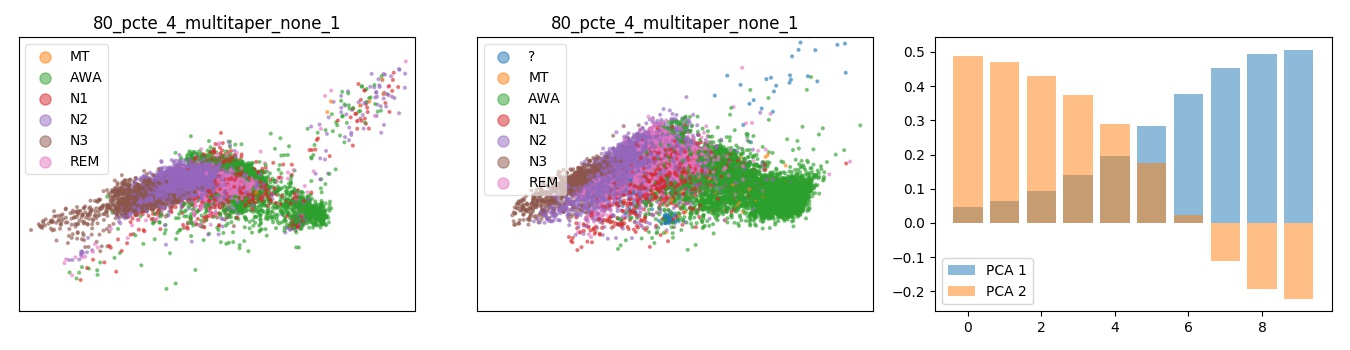 80_pcte_4_multitaper_none_1
MT
AWA
N1
N2
N3
REM
80_pcte_4_multitaper_none_1
?
MT
AWA
N1
N2
N3
REM
0.5
0.4
0.3
0.2
0.1
0.0
−0.1
−0.2
PCA 1
PCA 2
0 2 4 6 8